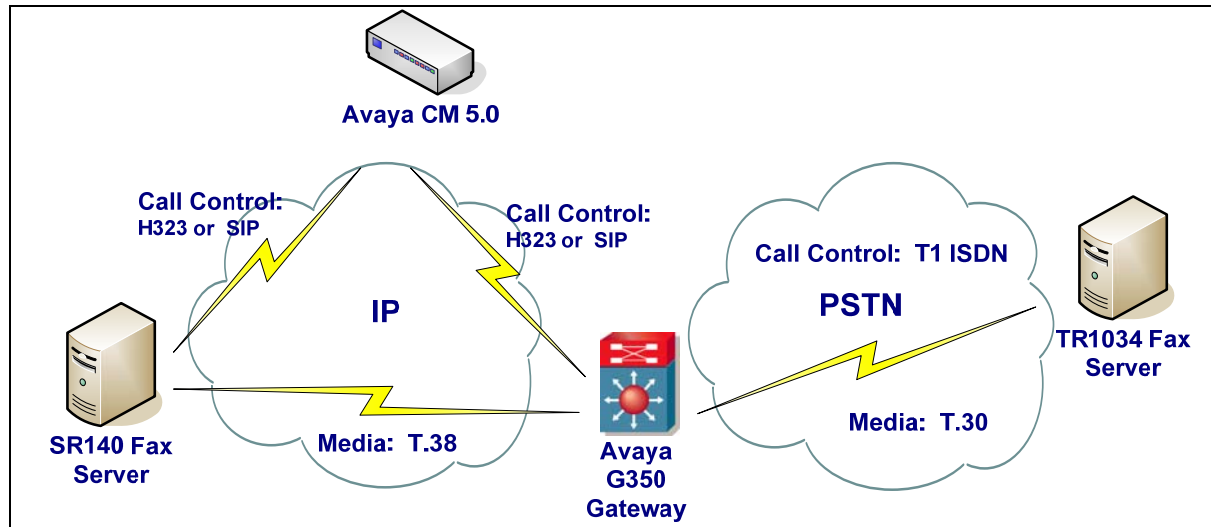 Avaya CM 5.0
Call Control:
H323 or SIP
Call Control:
H323 or SIP
IP
Media: T.38
SR140 Fax
Server
Avaya
G350
Gateway
Call Control: T1 ISDN
PSTN
Media: T.30
TR1034 Fax
Server